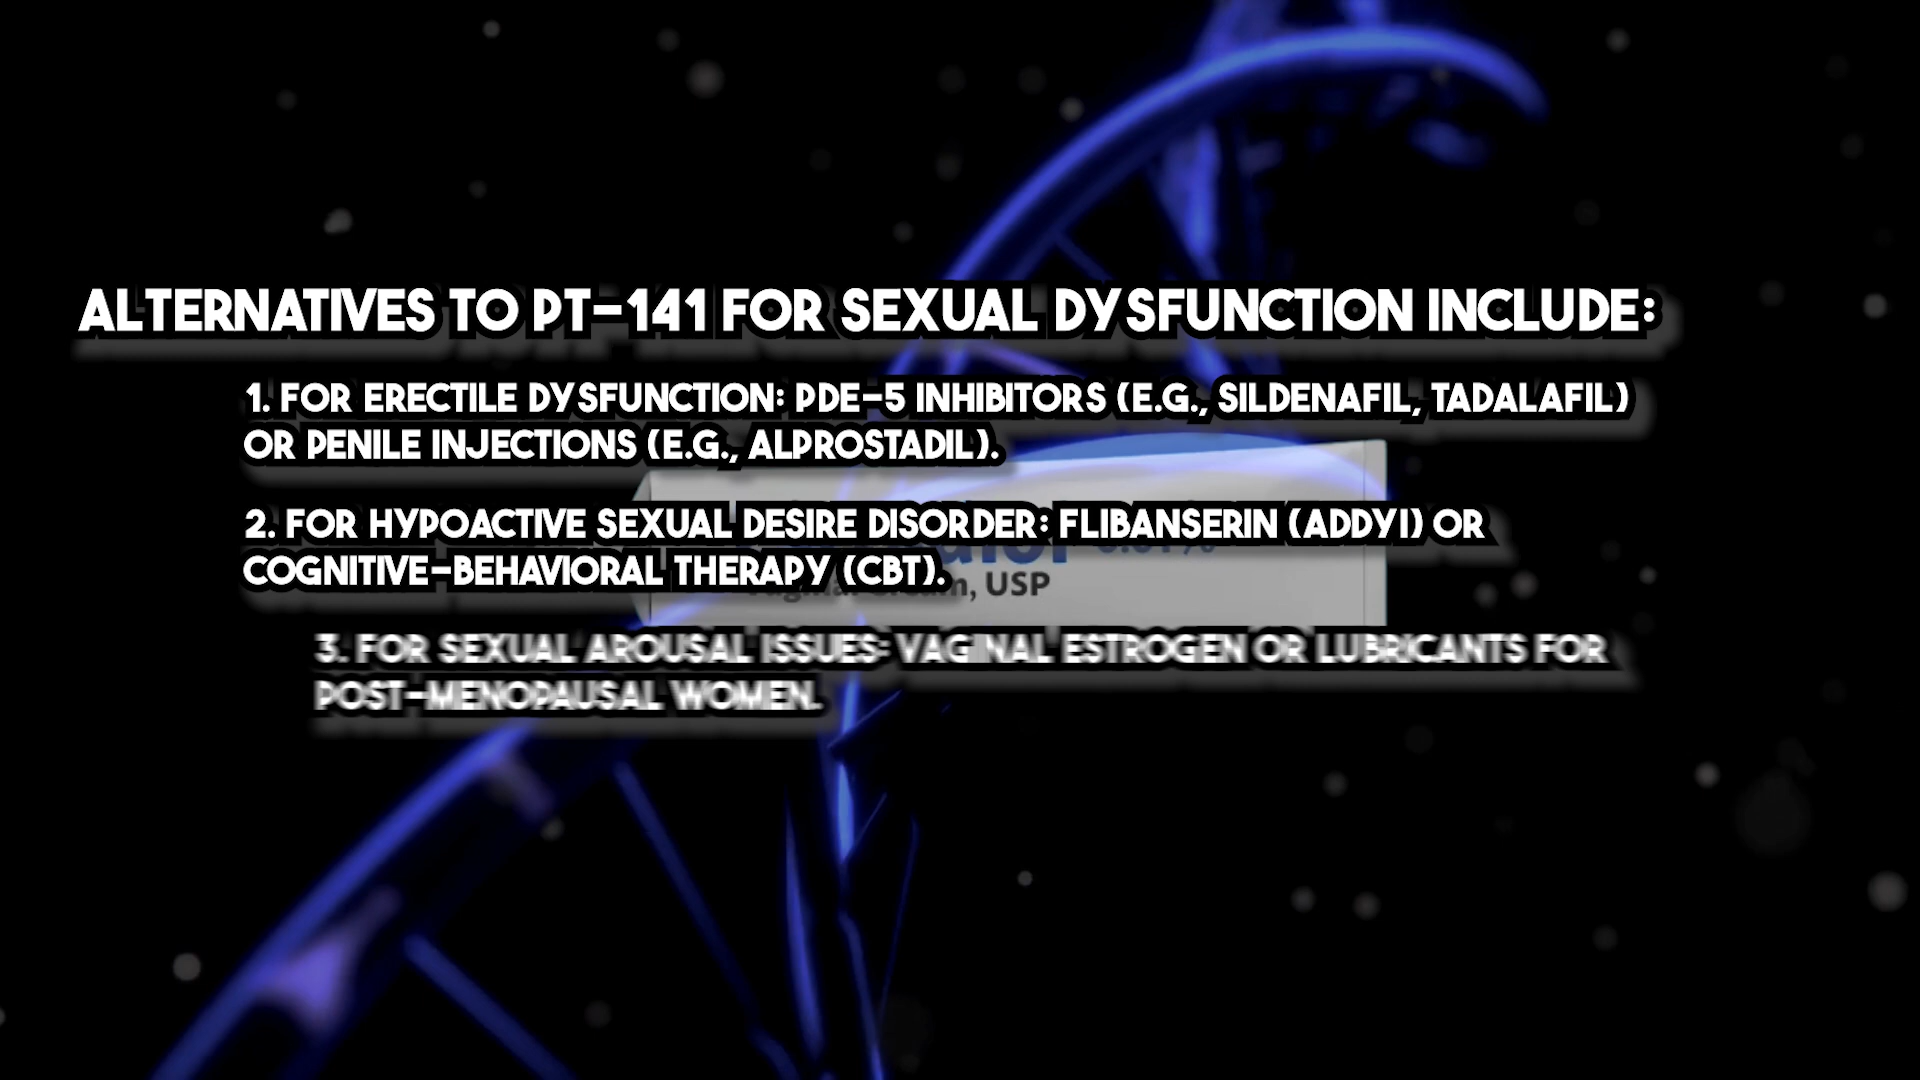 ALTERNATIVES TO PT-141 FOR SEXUAL DYSFUNCTION INCLUDE:
1. FOR ERECTILE DYSFUNCTION: PDE-5 INHIBITORS (E.G., SILDENAFIL, TADALAFIL)
OR PENILE INJECTIONS (E.G., ALPROSTADIL).
2. FOR HYPOACTIVE SEXUAL DESIRE DISORDER: FLIBANSERIN (ADDYI) OR
COGNITIVE-BEHAVIORAL THERAPY (CBT).
, USP
3. FOR SEXUAL AROUSAL ISSUES: VAGINAL ESTROGEN OR LUBRICANTS FOR
POST-MENOPAUSAL WOMEN.